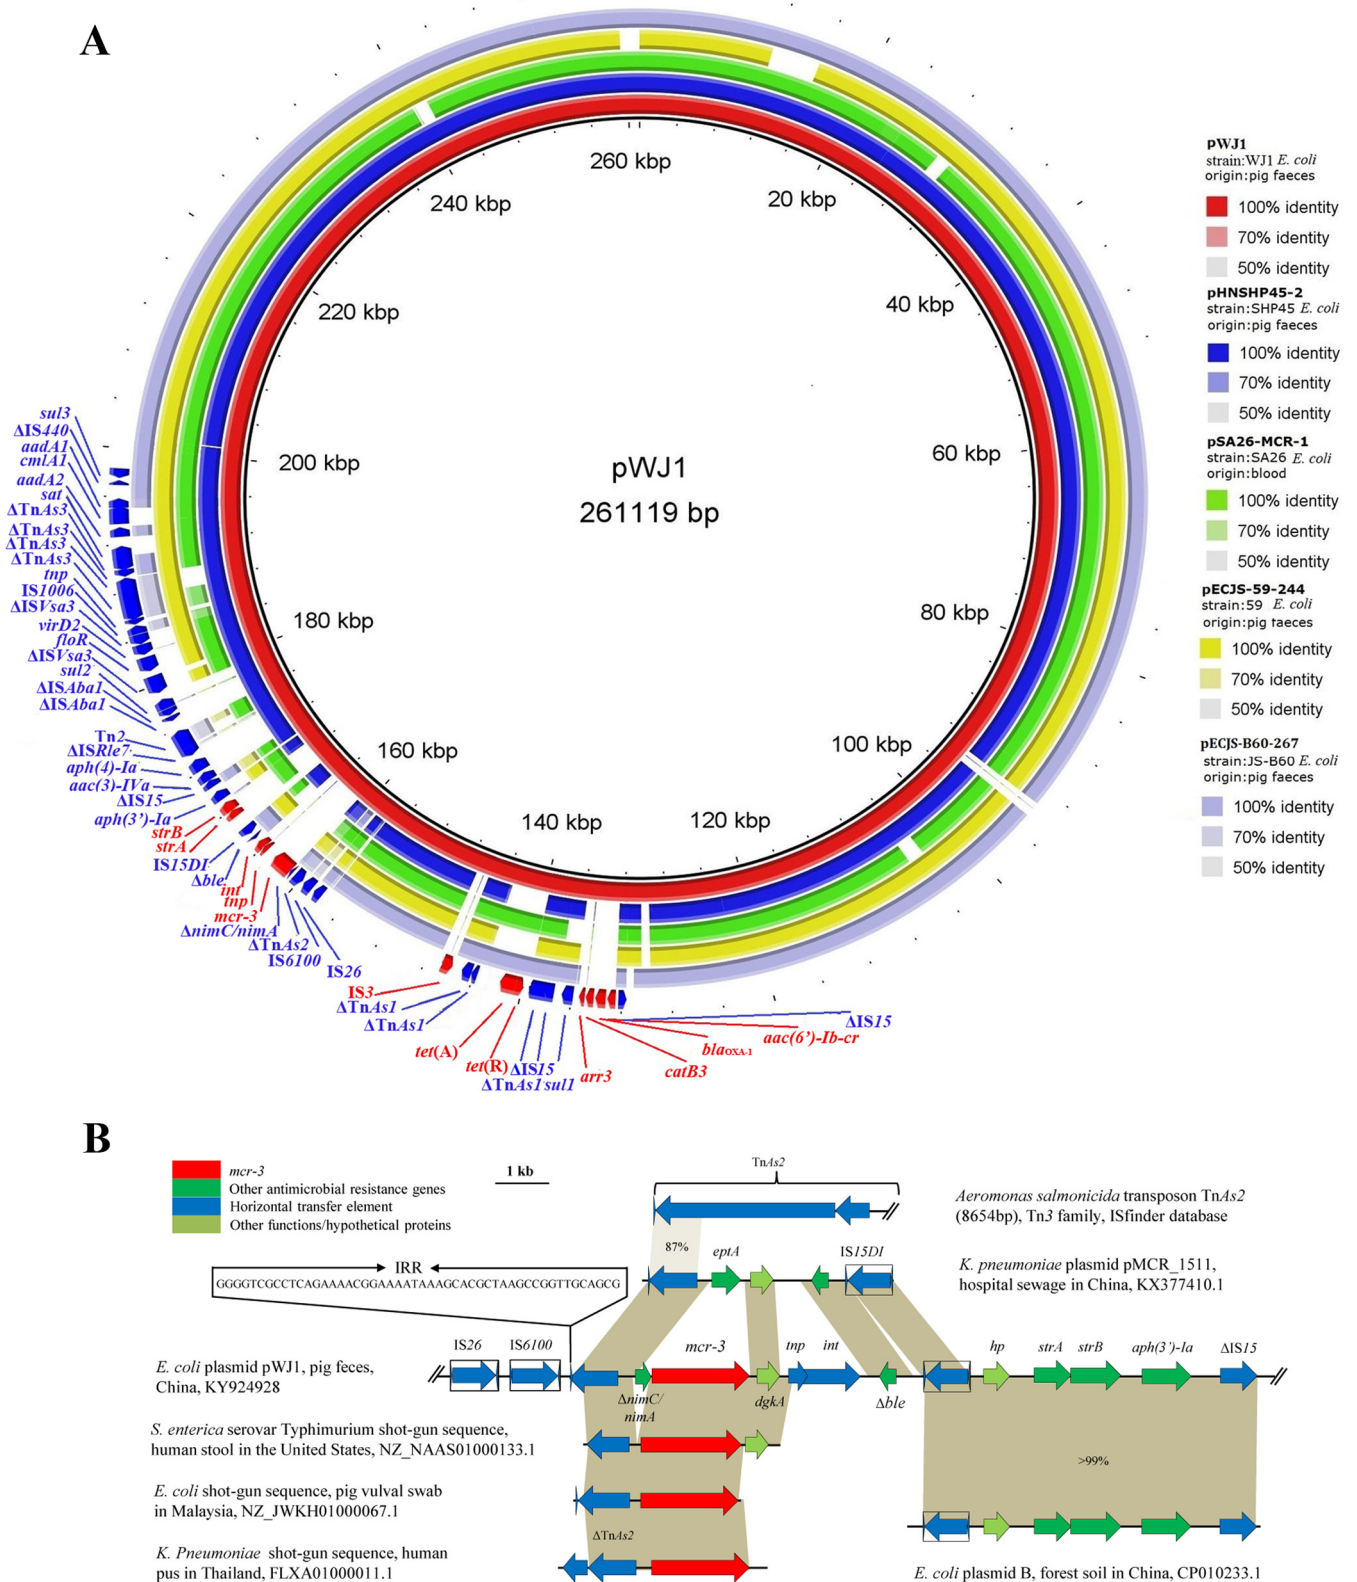 A
260 kbp
20 kbp
40 kbp
60 kbp
80 kbp
100 kbp
120 kbp
140 kbp
160 kbp
180 kbp
200 kbp
220 kbp
240 kbp
pWJ1
261119 bp
pWJ1
strain:WJ1 E. coli
origin:pig faeces
100% identity
70% identity
50% identity
pHNSHP45-2
strain:SHP45 E. coli
origin:pig faeces
100% identity
70% identity
50% identity
pSA26-MCR-1
strain:SA26 E. coli
origin:blood
100% identity
70% identity
50% identity
pECJS-59-244
strain:59 E. coli
origin:pig faeces
100% identity
70% identity
50% identity
pECJS-B60-267
strain:JS-B60 E. coli
origin:pig faeces
100% identity
70% identity
50% identity
sul3
ΔIS440
aadA1
cmlA1
aadA2
sat
ΔTnAs3
ΔTnAs3
ΔTnAs3
ΔTnAs3
tnp
IS1006
ΔISVsa3
virD2
floR
ΔISVsa3
sul2
ΔISAba1
ΔISAba1
Tn2
ΔISRle7
aph(4)-Ia
aac(3)-IVa
ΔIS15
aph(3')-Ia
strB
strA
IS15DI
Δble
int
tnp
mcr-3
ΔnimC/nimA
ΔTnAs2
IS6100
IS26
IS3
ΔTnAs1
ΔTnAs1
tet(A)
tet(R)
ΔIS15
ΔTnAs1
sul1
arr3
catB3
blaOXA-1
aac(6')-Ib-cr
ΔIS15
B
mcr-3
Other antimicrobial resistance genes
Horizontal transfer element
Other functions/hypothetical proteins
1 kb
TnAs2
Aeromonas salmonicida transposon TnAs2
(8654bp), Tn3 family, ISfinder database
87%
eptA
IS15DI
K. pneumoniae plasmid pMCR_1511,
hospital sewage in China, KX377410.1
IRR
GGGGTCGCCTCAGAAAACGGAAAATAAAGCACGCTAAGCCGGTTGCAGCG
IS26
IS6100
mcr-3
tnp
int
hp
strA
strB
aph(3')-Ia
ΔIS15
E. coli plasmid pWJ1, pig feces,
China, KY924928
ΔnimC/
nimA
dgkA
Δble
S. enterica serovar Typhimurium shot-gun sequence,
human stool in the United States, NZ_NAAS01000133.1
>99%
E. coli shot-gun sequence, pig vulval swab
in Malaysia, NZ_JWKH01000067.1
ΔTnAs2
K. Pneumoniae shot-gun sequence, human
pus in Thailand, FLXA01000011.1
E. coli plasmid B, forest soil in China, CP010233.1